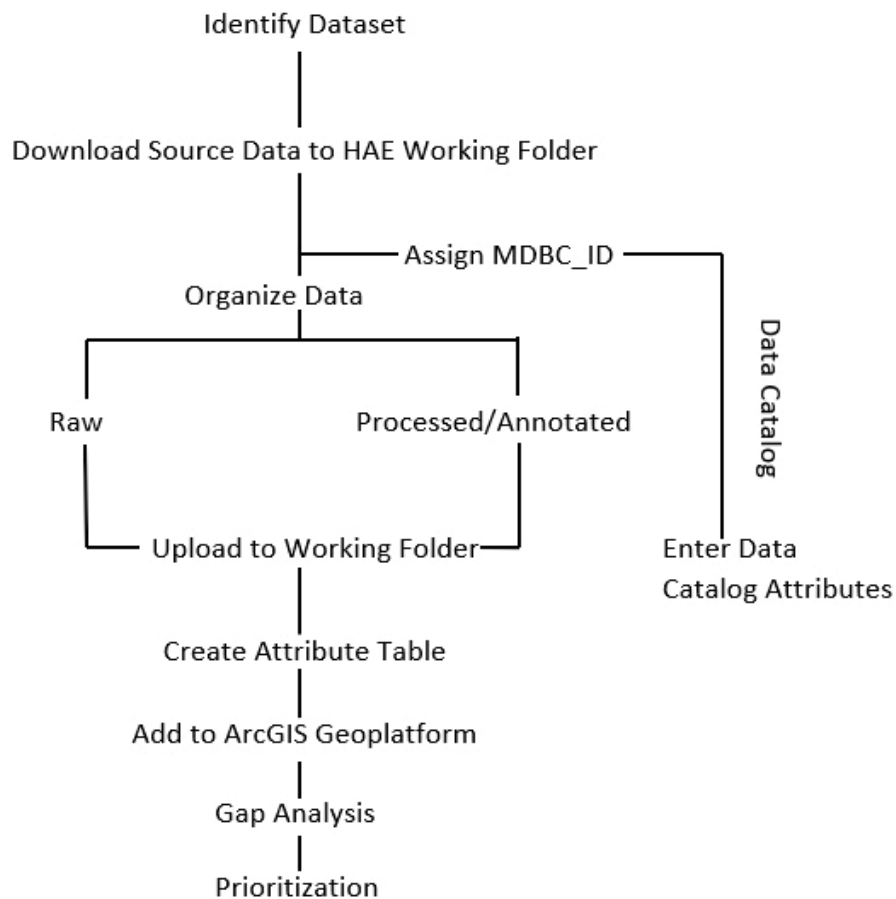 Identify Dataset
Download Source Data to HAE Working Folder
Assign MDBC_ID
Organize Data
Data Catalog
Raw
Processed/Annotated
Upload to Working Folder
Enter Data
Catalog Attributes
Create Attribute Table
Add to ArcGIS Geoplatform
Gap Analysis
Prioritization